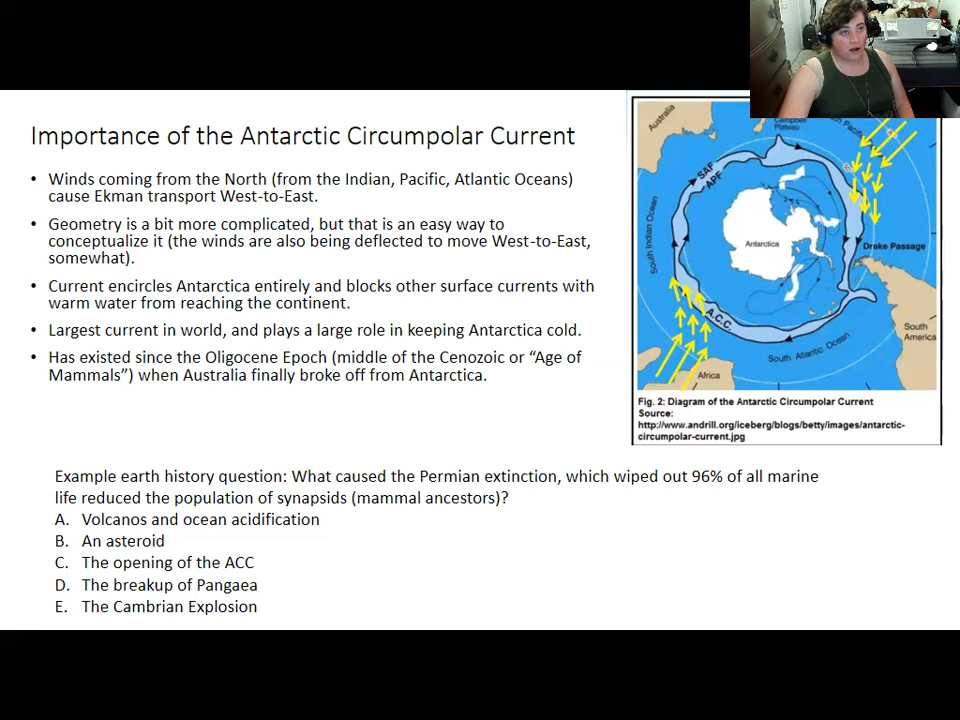 Importance of the Antarctic Circumpolar Current
• Winds coming from the North (from the Indian, Pacific, Atlantic Oceans)
cause Ekman transport West-to-East.
• Geometry is a bit more complicated, but that is an easy way to
conceptualize it (the winds are also being deflected to move West-to-East,
somewhat).
• Current encircles Antarctica entirely and blocks other surface currents with
warm water from reaching the continent.
• Largest current in world, and plays a large role in keeping Antarctica cold.
• Has existed since the Oligocene Epoch (middle of the Cenozoic or “Age of
Mammals”) when Australia finally broke off from Antarctica.
Australia
Campbell
Plateau
Pacific
SAF
APF
South Indian Ocean
Antarctica
Drake Passage
A.C.C.
South Atlantic Ocean
South
America
Africa
Fig. 2: Diagram of the Antarctic Circumpolar Current
Source:
http://www.andrill.org/iceberg/blogs/betty/images/antarctic-
circumpolar-current.jpg
Example earth history question: What caused the Permian extinction, which wiped out 96% of all marine
life reduced the population of synapsids (mammal ancestors)?
A. Volcanos and ocean acidification
B. An asteroid
C. The opening of the ACC
D. The breakup of Pangaea
E. The Cambrian Explosion